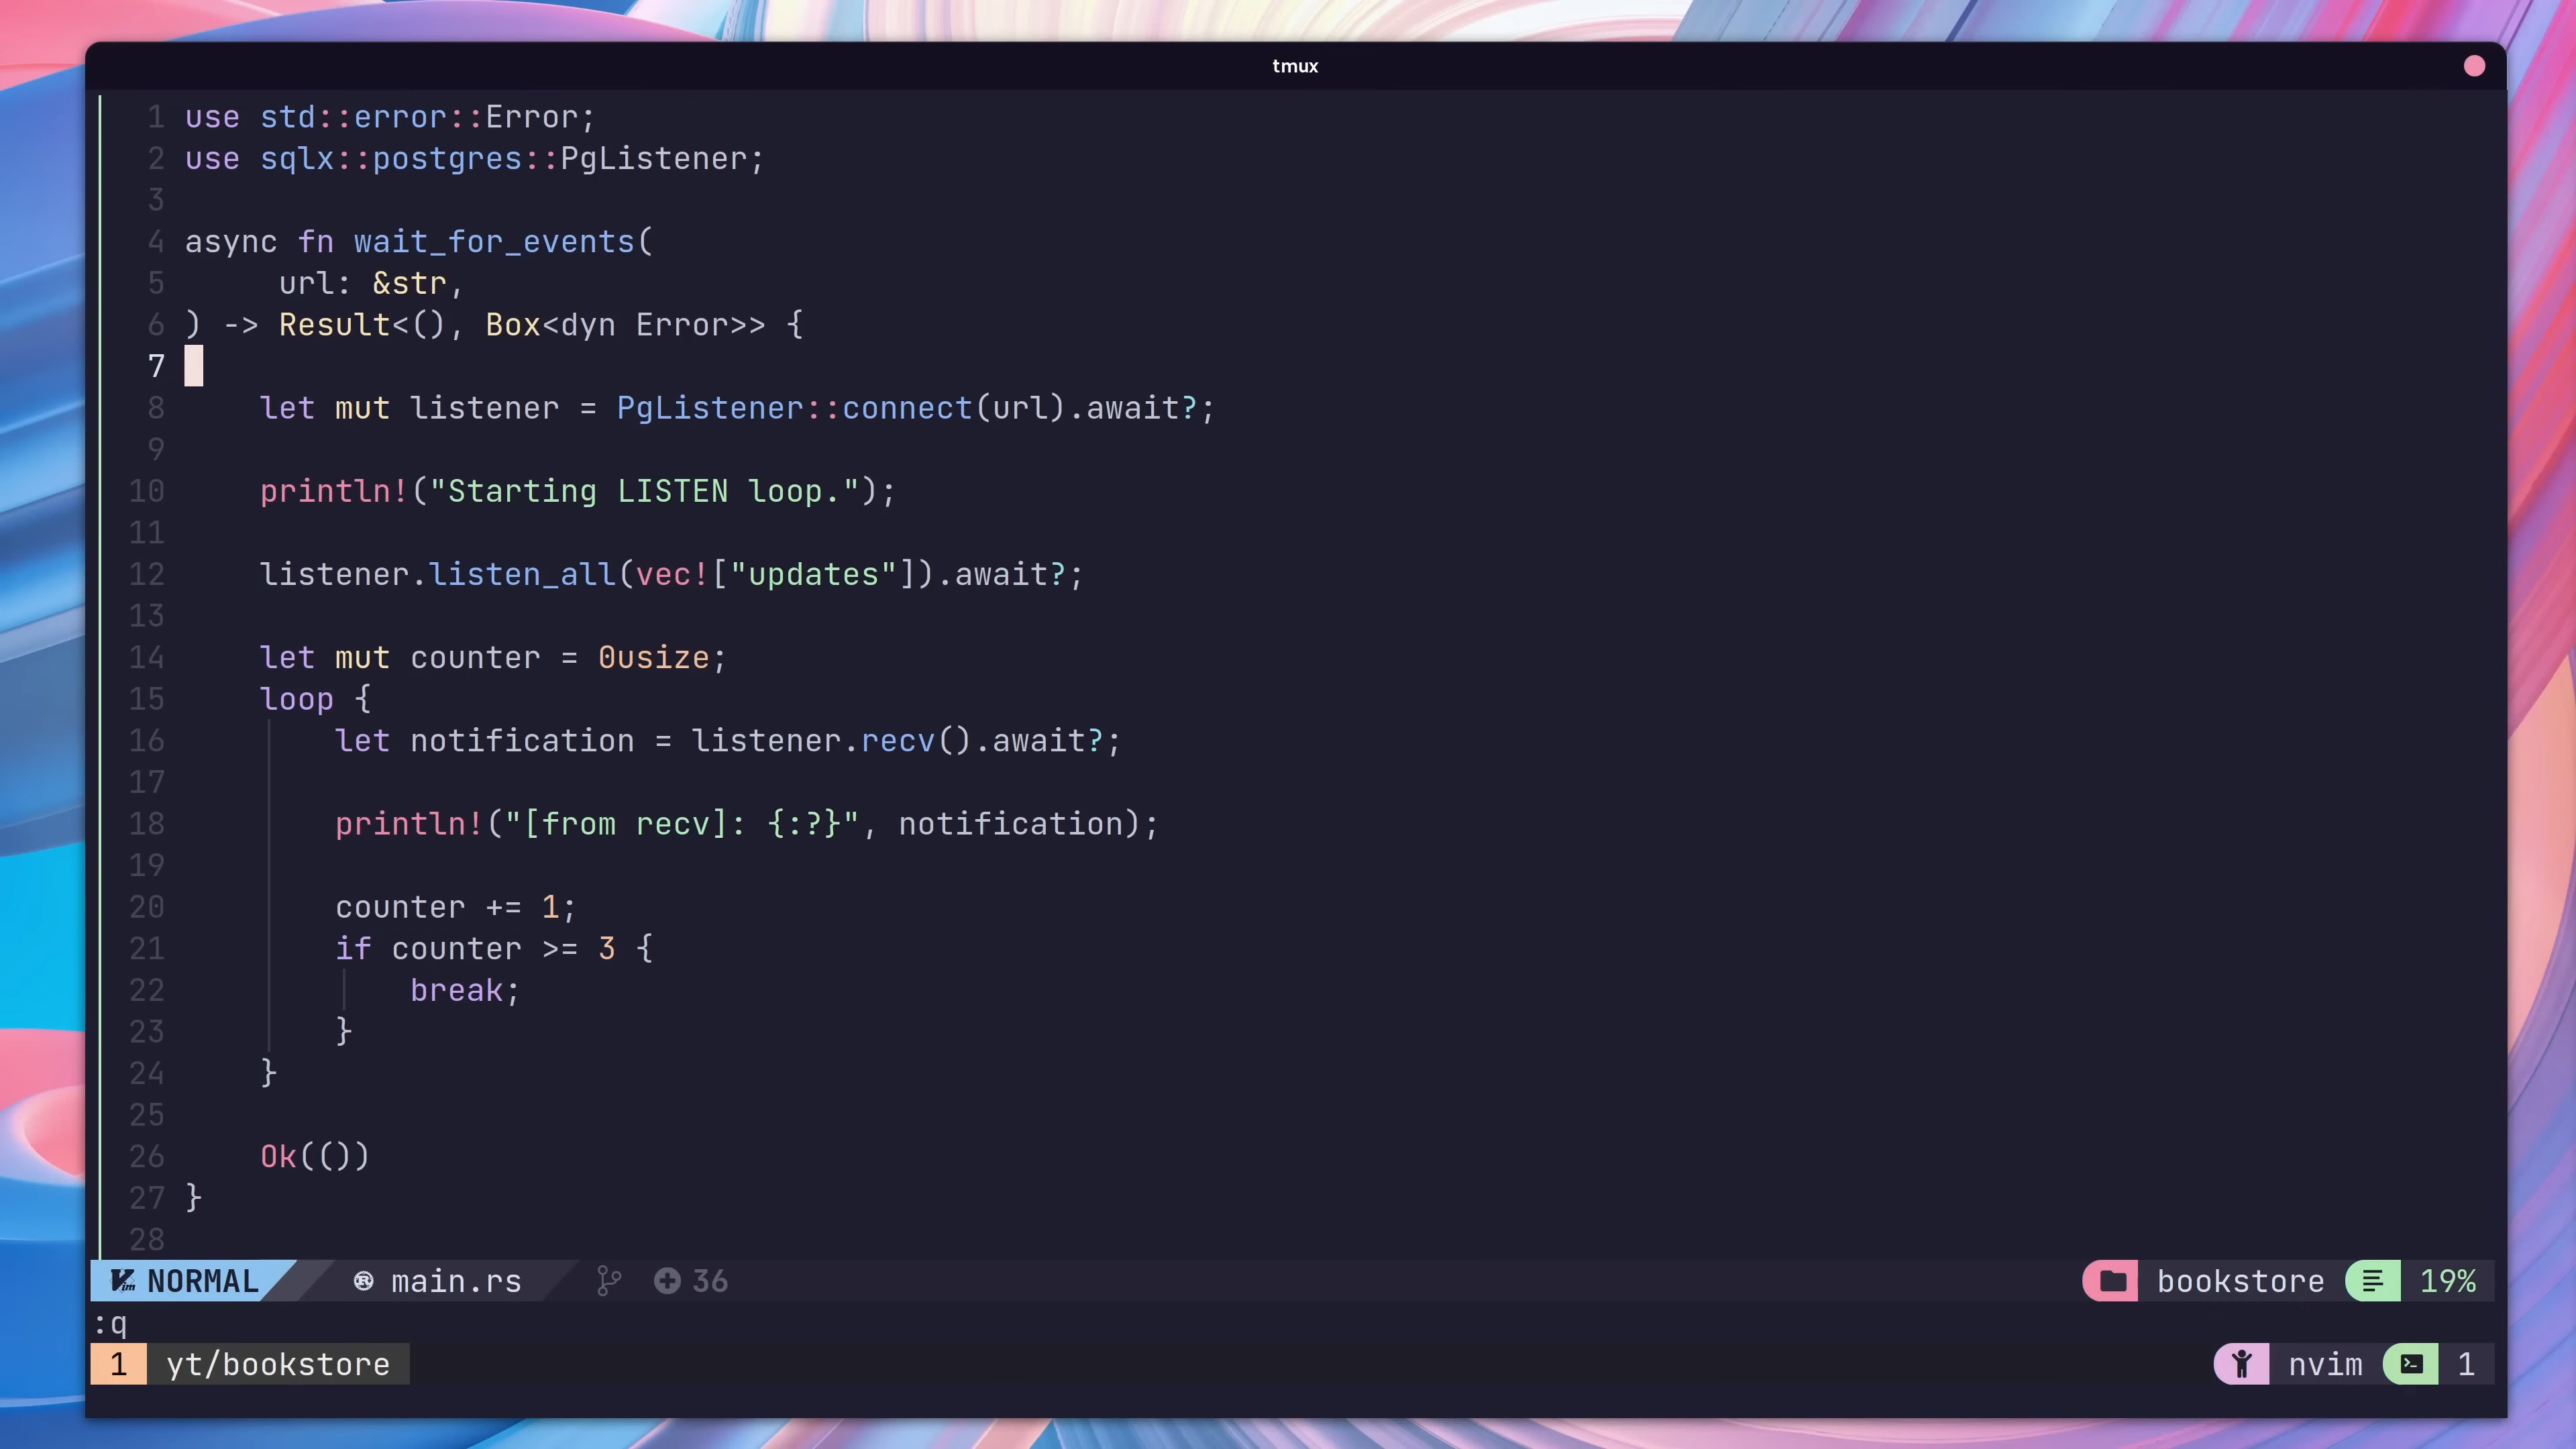 tmux
1 use std::error::Error;
2 use sqlx::postgres::PgListener;
3
4 async fn wait_for_events(
5      url: &str,
6 ) -> Result<(), Box<dyn Error>> {
7
8     let mut listener = PgListener::connect(url).await?;
9
10     println!("Starting LISTEN loop.");
11
12     listener.listen_all(vec!["updates"]).await?;
13
14     let mut counter = 0usize;
15     loop {
16         let notification = listener.recv().await?;
17
18         println!("[from recv]: {:?}", notification);
19
20         counter += 1;
21         if counter >= 3 {
22             break;
23         }
24     }
25
26     Ok(())
27 }
28
NORMAL main.rs 36 bookstore 19%
:q
1 yt/bookstore nvim 1